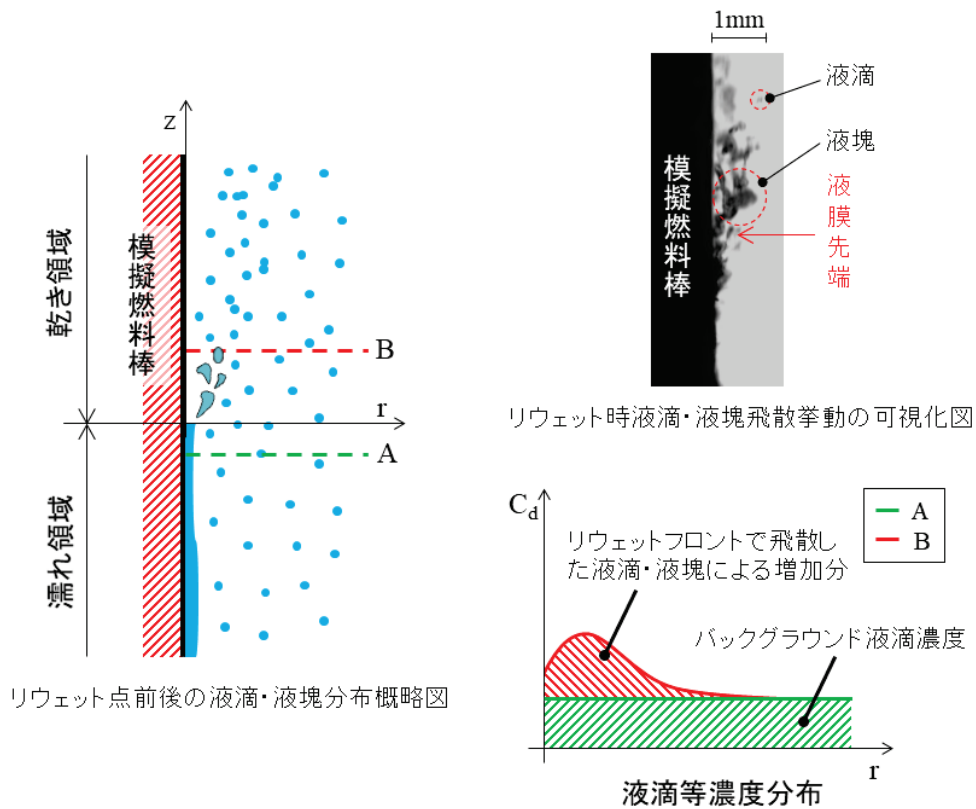 z
乾き領域
模擬燃料棒
B
r
A
濡れ領域
リウェット点前後の液滴・液塊分布概略図
1mm
液滴
液塊
模擬燃料棒
液膜先端
リウェット時液滴・液塊飛散挙動の可視化図
Cd
A
B
リウェットフロントで飛散し
た液滴・液塊による増加分
バックグラウンド液滴濃度
r
液滴等濃度分布